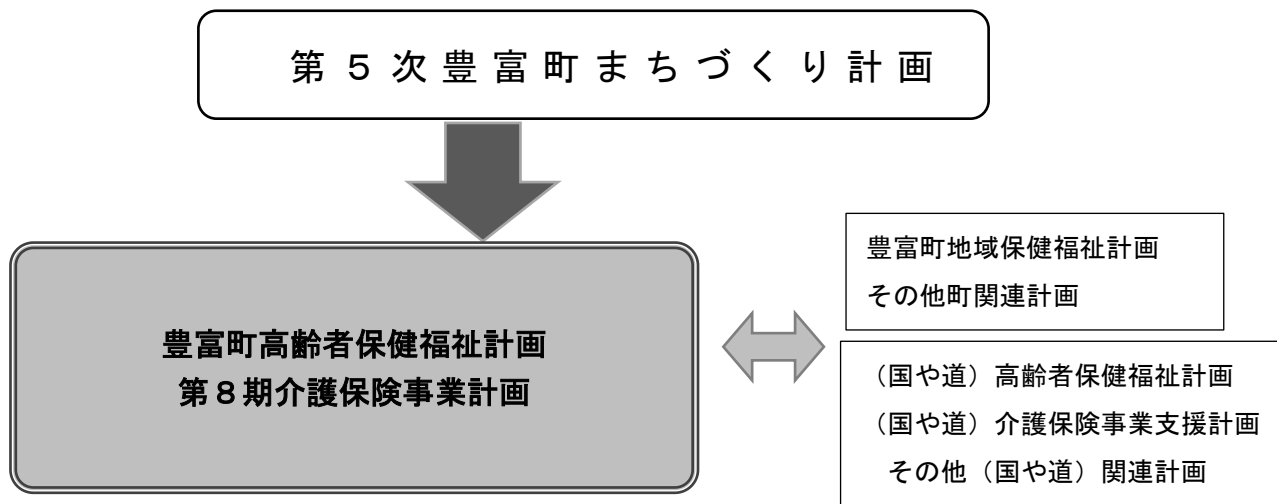 第５次豊富町まちづくり計画
豊富町高齢者保健福祉計画
第８期介護保険事業計画
豊富町地域保健福祉計画
その他町関連計画
（国や道）高齢者保健福祉計画
（国や道）介護保険事業支援計画
その他（国や道）関連計画